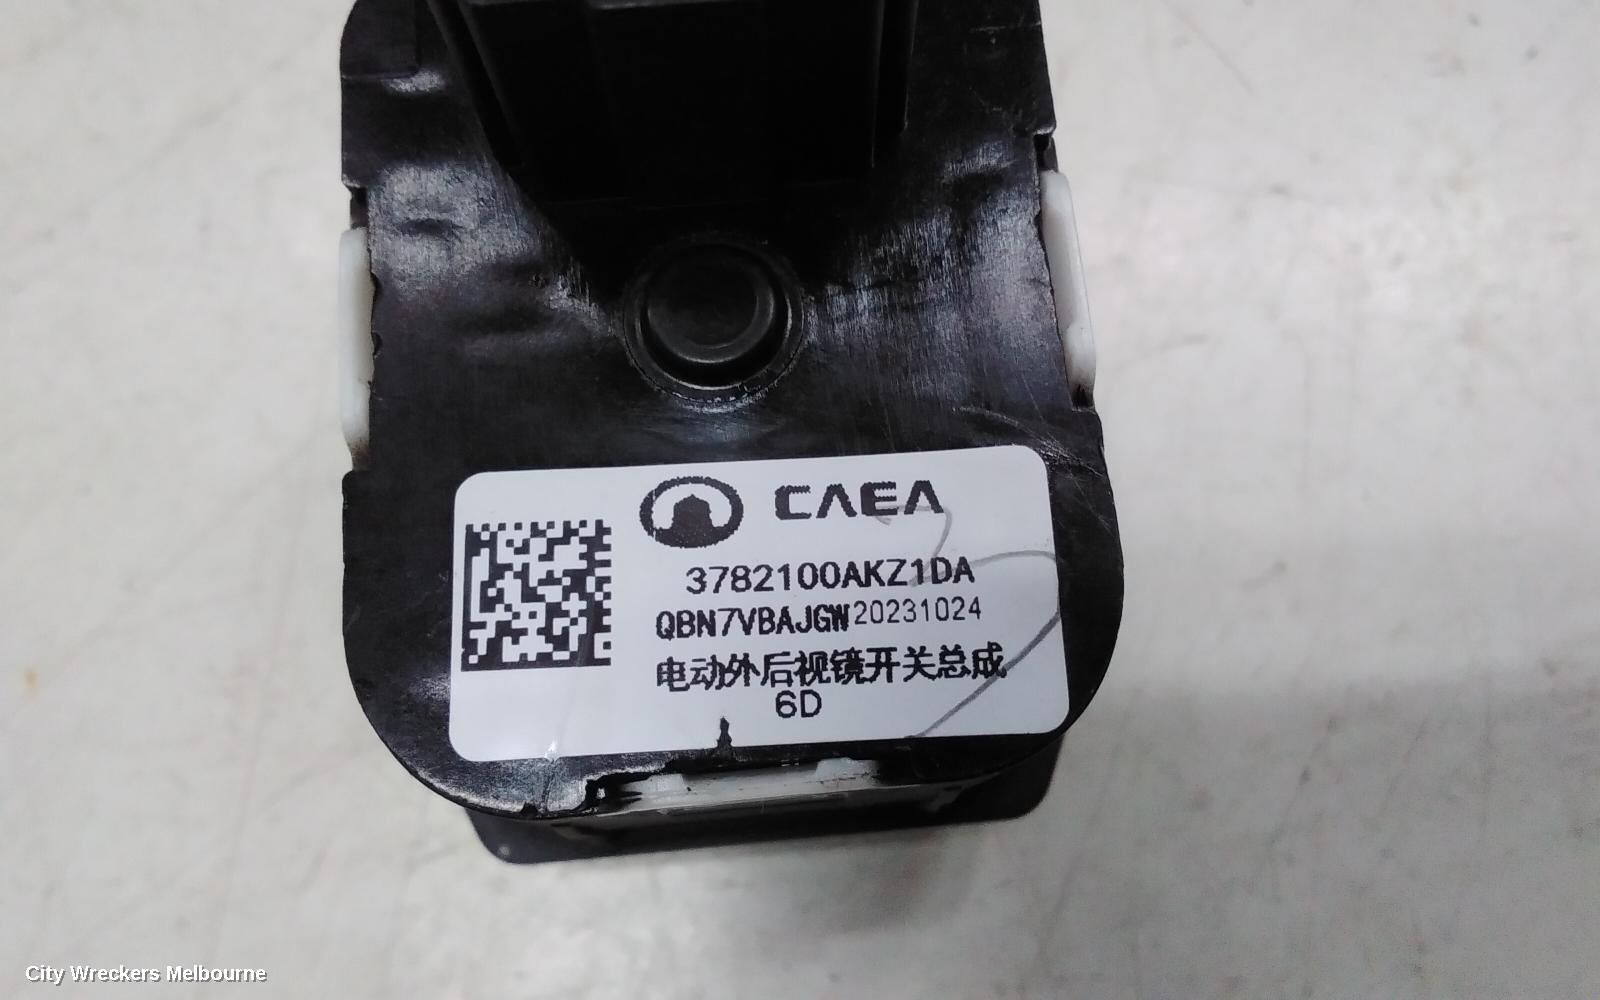 CAEA
3782100AKZ1DA
QBN7VBAJGW20231024
电动外后视镜开关总成
6D
City Wreckers Melbourne